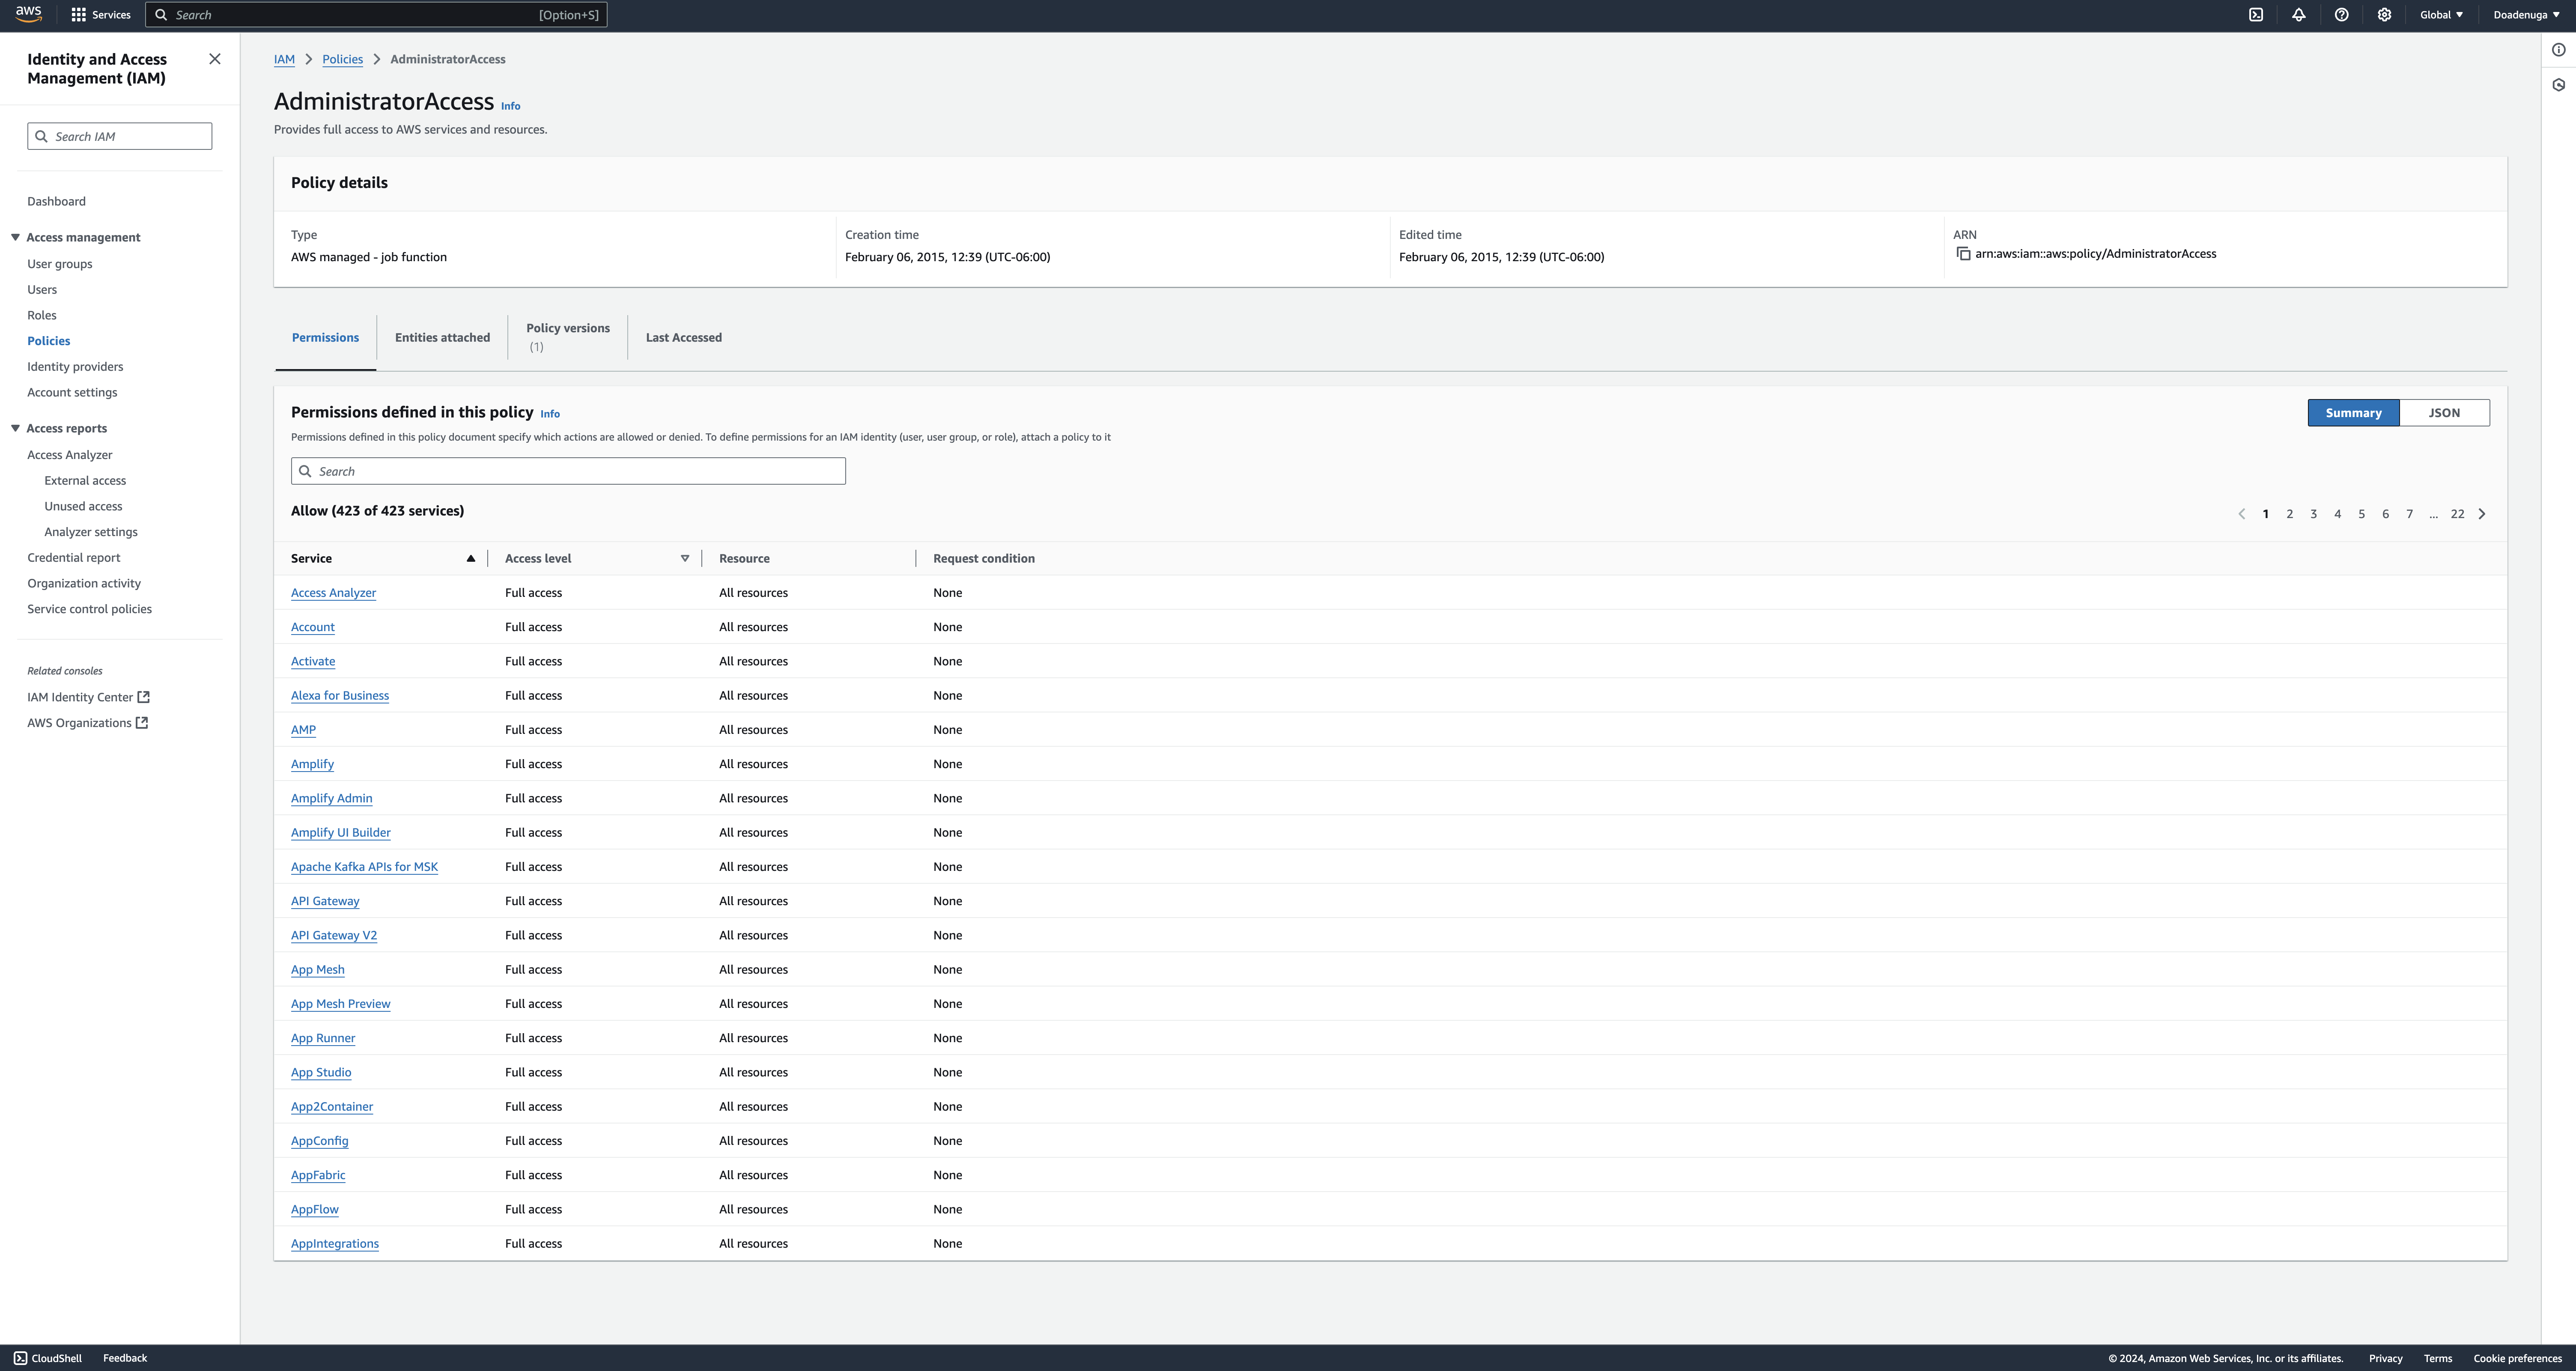 aws
Services
Search [Option+S]
Global
Doadenuga
Identity and Access
Management (IAM)
Search IAM
Dashboard
Access management
User groups
Users
Roles
Policies
Identity providers
Account settings
Access reports
Access Analyzer
External access
Unused access
Analyzer settings
Credential report
Organization activity
Service control policies
Related consoles
IAM Identity Center
AWS Organizations
IAM > Policies > AdministratorAccess
AdministratorAccess Info
Provides full access to AWS services and resources.
Policy details
Type
AWS managed - job function
Creation time
February 06, 2015, 12:39 (UTC-06:00)
Edited time
February 06, 2015, 12:39 (UTC-06:00)
ARN
arn:aws:iam::aws:policy/AdministratorAccess
Permissions
Entities attached
Policy versions
(1)
Last Accessed
Permissions defined in this policy Info
Permissions defined in this policy document specify which actions are allowed or denied. To define permissions for an IAM identity (user, user group, or role), attach a policy to it
Summary JSON
Search
Allow (423 of 423 services)
1 2 3 4 5 6 7 ... 22
Service Access level Resource Request condition
Access Analyzer Full access All resources None
Account Full access All resources None
Activate Full access All resources None
Alexa for Business Full access All resources None
AMP Full access All resources None
Amplify Full access All resources None
Amplify Admin Full access All resources None
Amplify UI Builder Full access All resources None
Apache Kafka APIs for MSK Full access All resources None
API Gateway Full access All resources None
API Gateway V2 Full access All resources None
App Mesh Full access All resources None
App Mesh Preview Full access All resources None
App Runner Full access All resources None
App Studio Full access All resources None
App2Container Full access All resources None
AppConfig Full access All resources None
AppFabric Full access All resources None
AppFlow Full access All resources None
AppIntegrations Full access All resources None
CloudShell Feedback
© 2024, Amazon Web Services, Inc. or its affiliates. Privacy Terms Cookie preferences